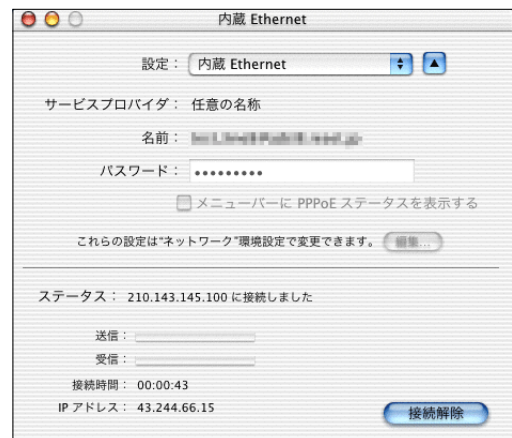 内蔵 Ethernet
設定： 内蔵 Ethernet
サービスプロバイダ： 任意の名称
名前：
パスワード： •••••••••
メニューバーに PPPoE ステータスを表示する
これらの設定は“ネットワーク”環境設定で変更できます。 編集...
ステータス： 210.143.145.100 に接続しました
送信：
受信：
接続時間： 00:00:43
IP アドレス： 43.244.66.15
接続解除